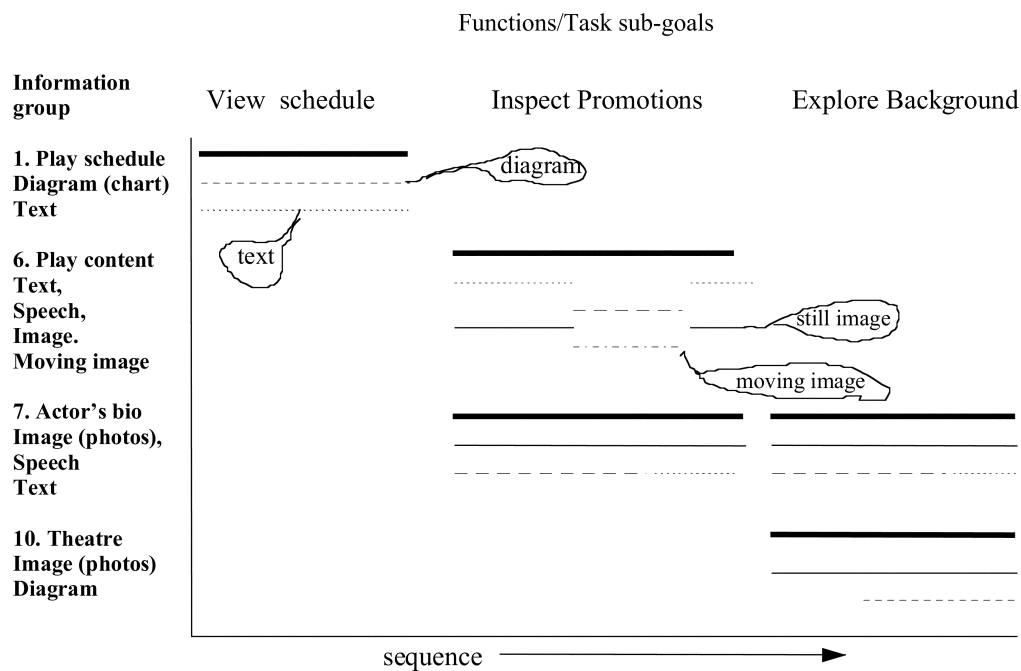 Functions/Task sub-goals
Information
group
View schedule
Inspect Promotions
Explore Background
1. Play schedule
Diagram (chart)
Text
diagram
text
6. Play content
Text,
Speech,
Image.
Moving image
still image
moving image
7. Actor’s bio
Image (photos),
Speech
Text
10. Theatre
Image (photos)
Diagram
sequence